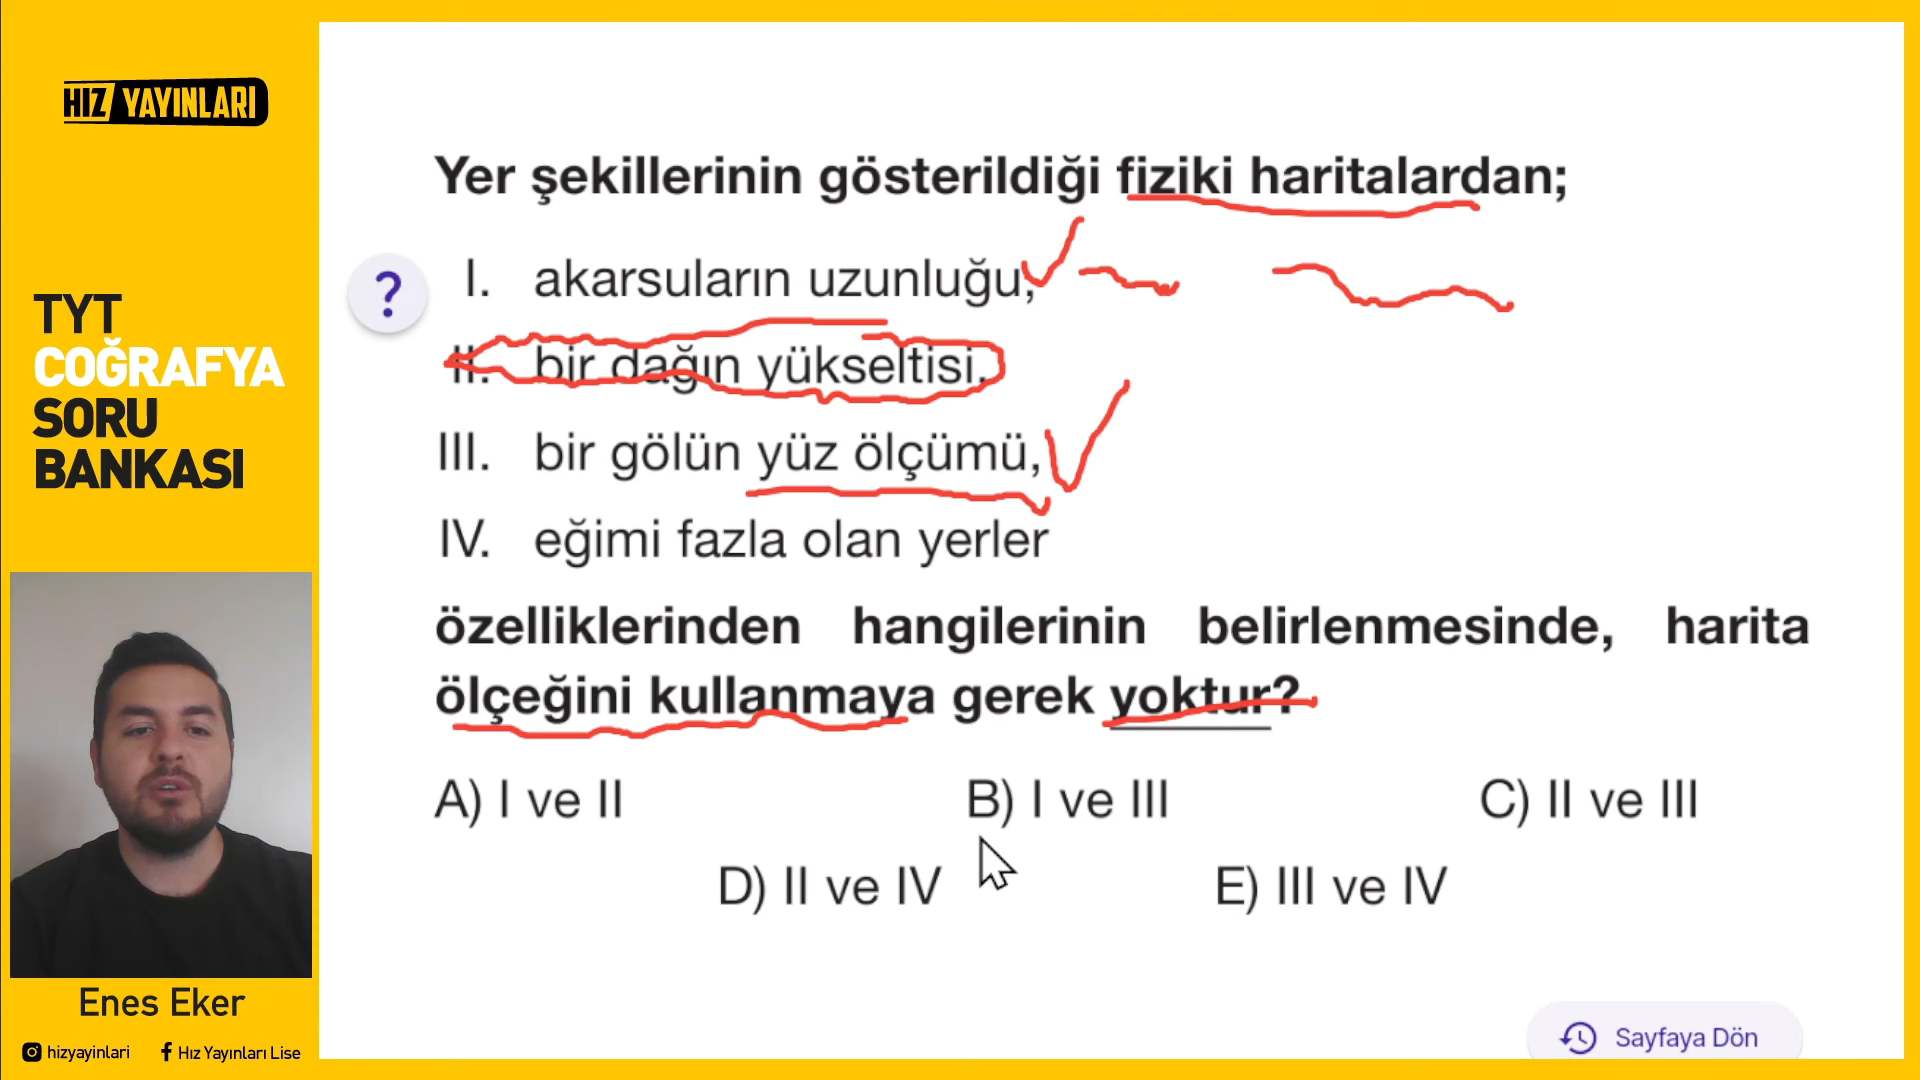 HIZ YAYINLARI
TYT
COĞRAFYA
SORU
BANKASI
Enes Eker
hizyayinlari
Hız Yayınları Lise
Yer şekillerinin gösterildiği fiziki haritalardan;
?
I. akarsuların uzunluğu,
II. bir dağın yükseltisi,
III. bir gölün yüz ölçümü,
IV. eğimi fazla olan yerler
özelliklerinden hangilerinin belirlenmesinde, harita
ölçeğini kullanmaya gerek yoktur?
A) I ve II B) I ve III C) II ve III
D) II ve IV E) III ve IV
Sayfaya Dön